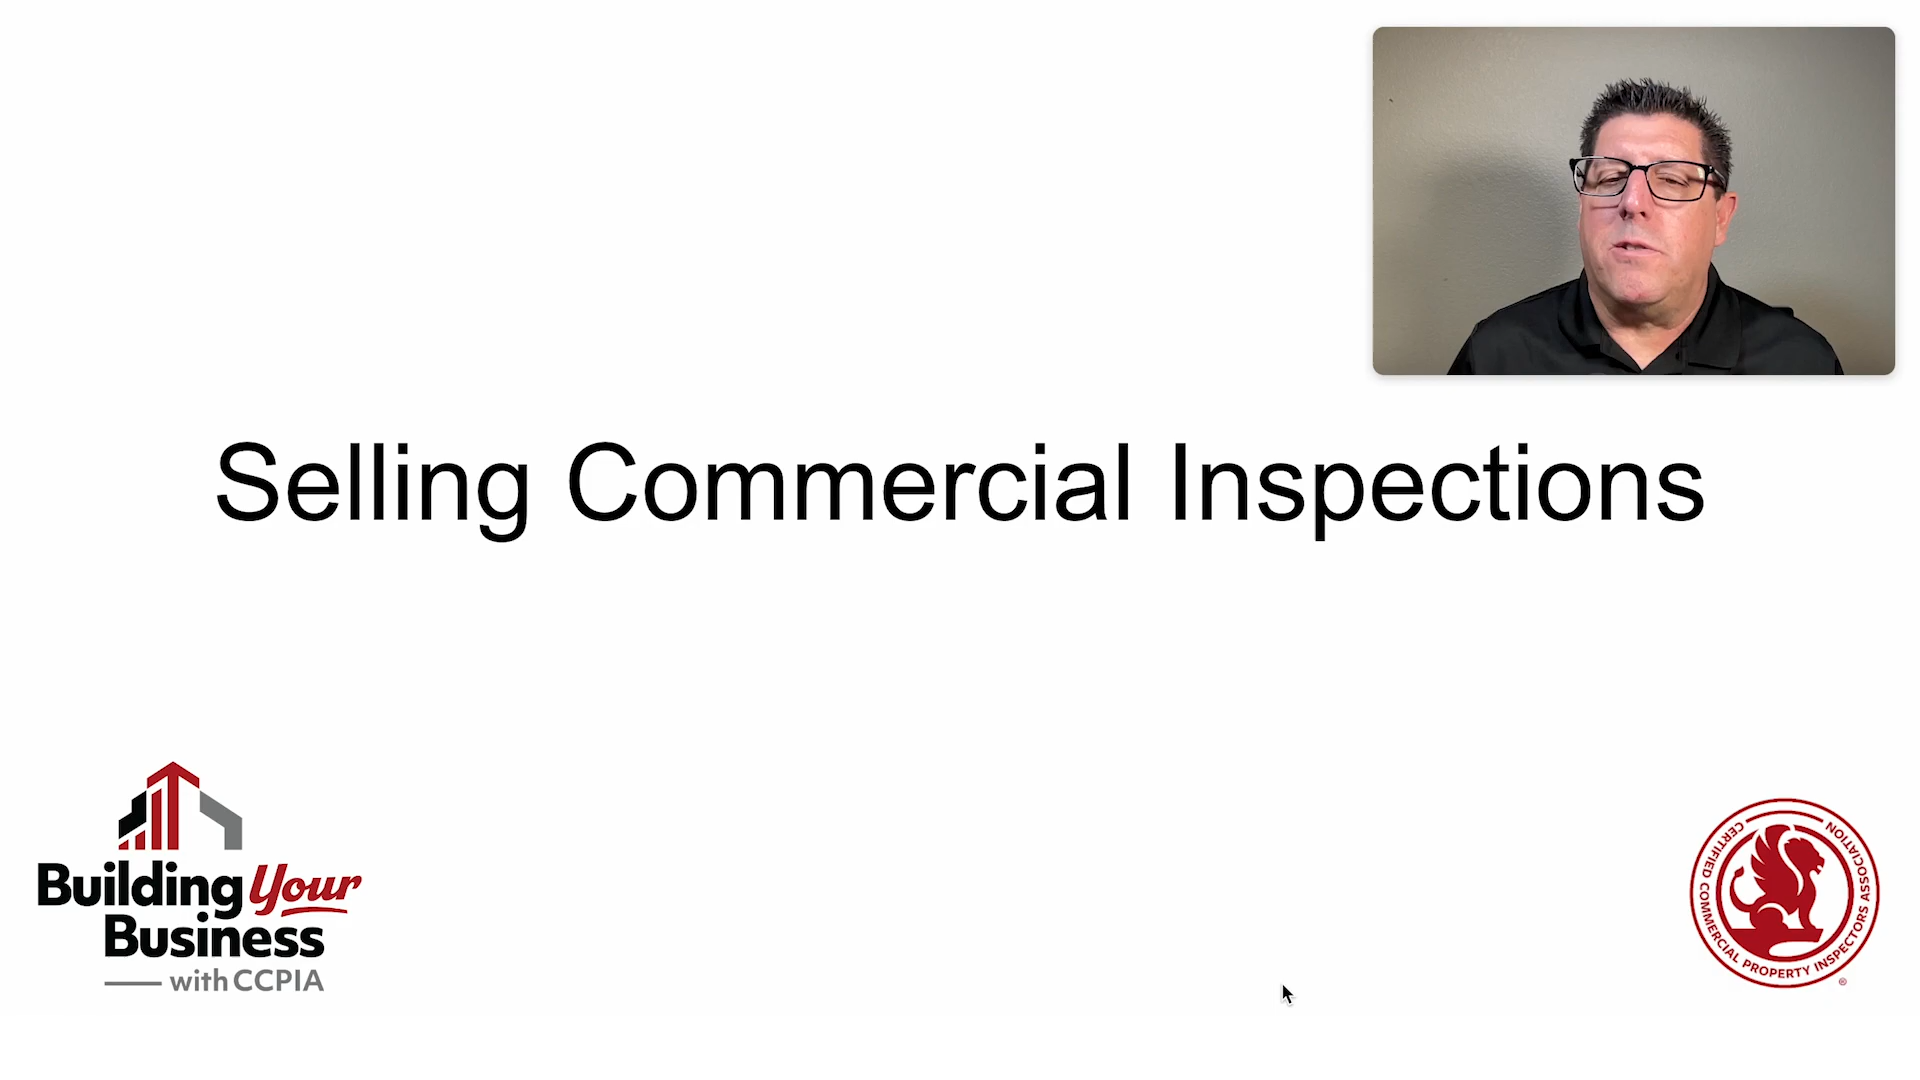 Selling Commercial Inspections
Building Your
Business
with CCPIA
CERTIFIED COMMERCIAL PROPERTY INSPECTORS ASSOCIATION
®